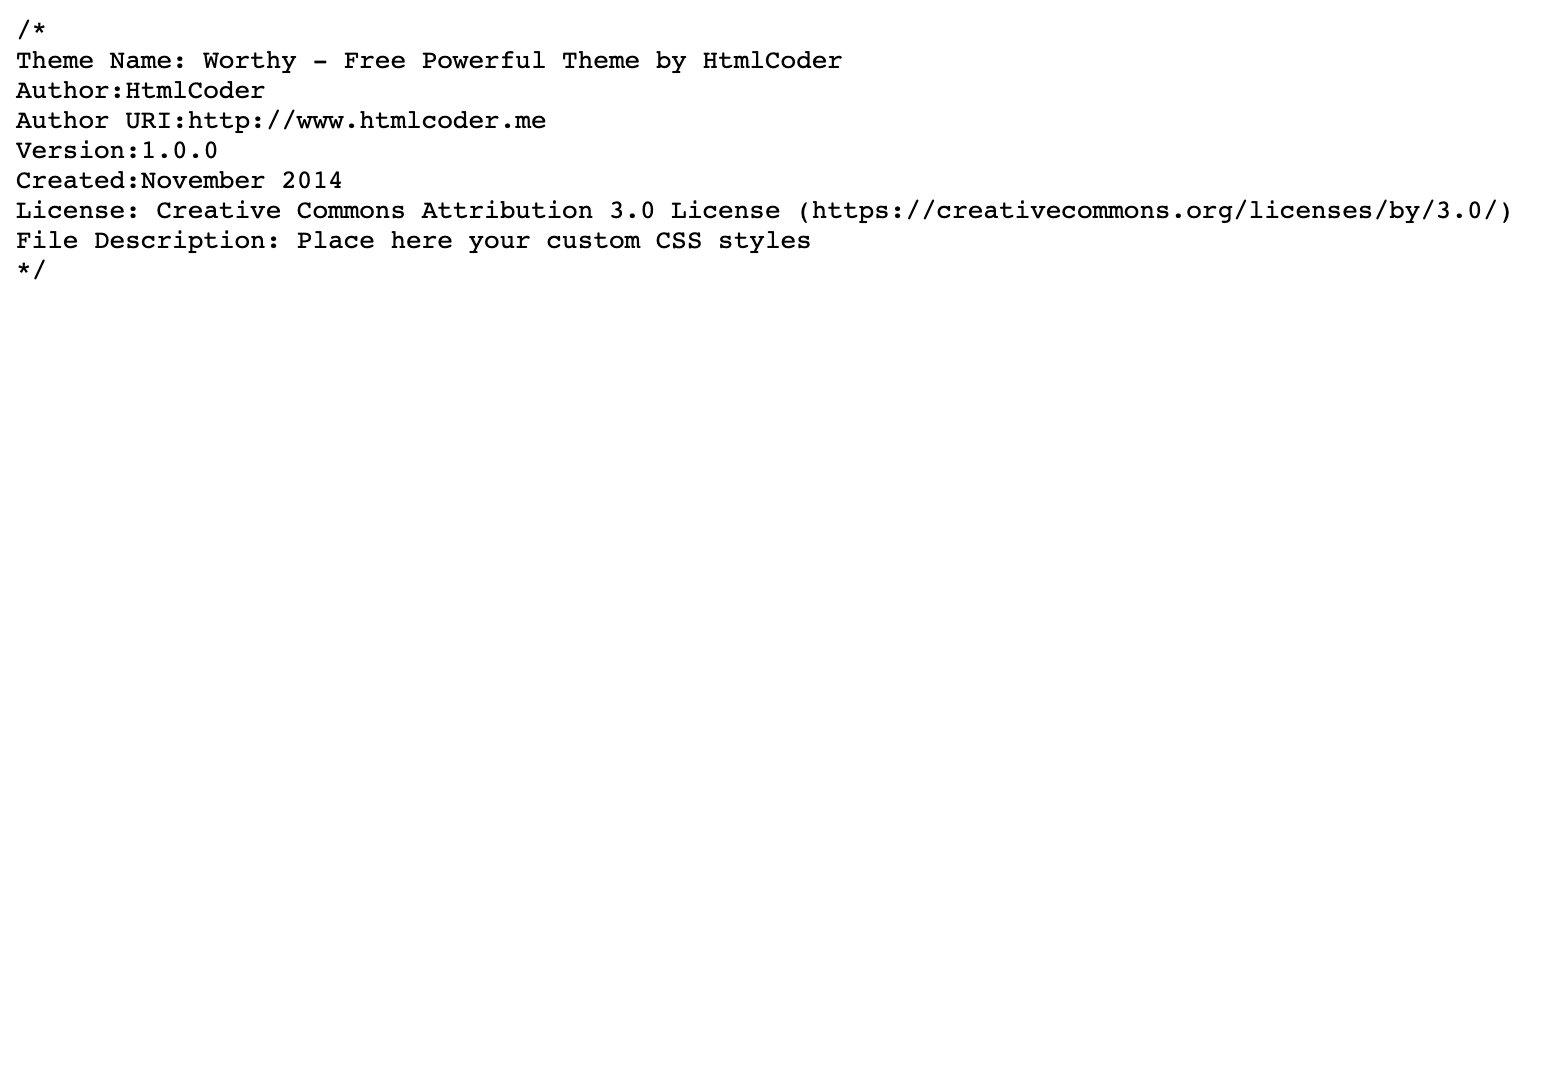 /*
Theme Name: Worthy - Free Powerful Theme by HtmlCoder
Author:HtmlCoder
Author URI:http://www.htmlcoder.me
Version:1.0.0
Created:November 2014
License: Creative Commons Attribution 3.0 License (https://creativecommons.org/licenses/by/3.0/)
File Description: Place here your custom CSS styles
*/